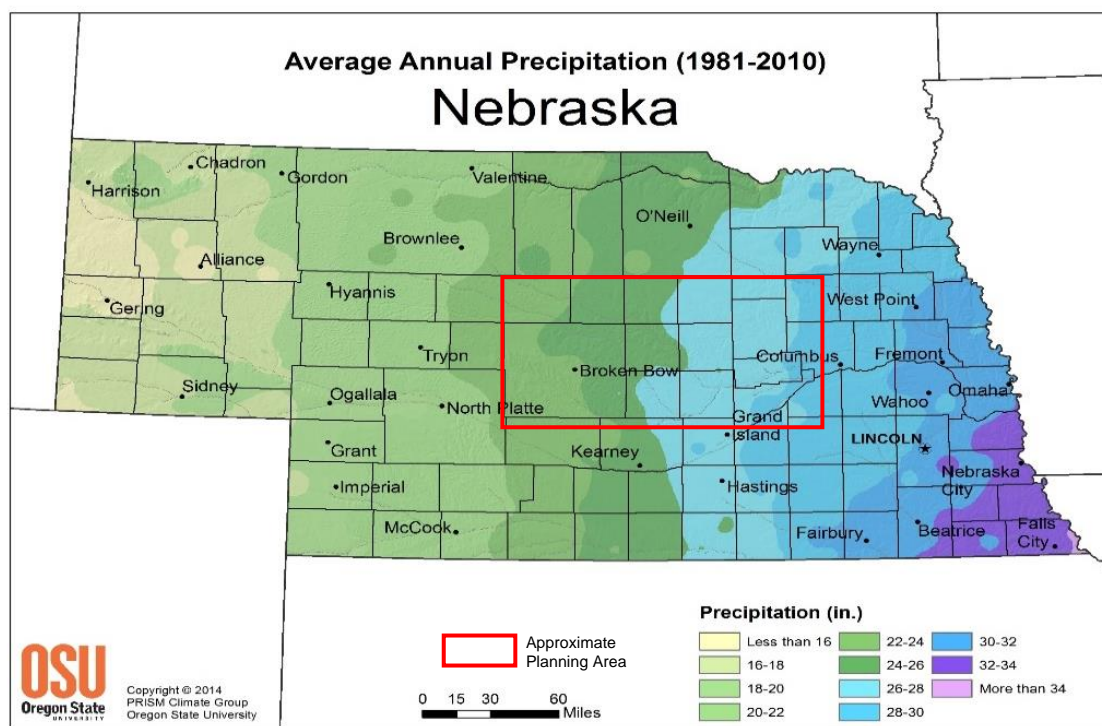 Average Annual Precipitation (1981-2010)
Nebraska
Chadron
Harrison
Gordon
Valentine
O'Neill
Brownlee
Wayne
Alliance
Hyannis
West Point
Gering
Tryon
Columbus
Fremont
Broken Bow
Sidney
Ogallala
North Platte
Omaha
Wahoo
Grand
Island
LINCOLN
Grant
Kearney
Nebraska
City
Imperial
Hastings
McCook
Fairbury
Beatrice
Falls
City
Precipitation (in.)
Less than 16
16-18
18-20
20-22
22-24
24-26
26-28
28-30
30-32
32-34
More than 34
Approximate
Planning Area
0 15 30 60
Miles
OSU
Oregon State
UNIVERSITY
Copyright © 2014
PRISM Climate Group
Oregon State University